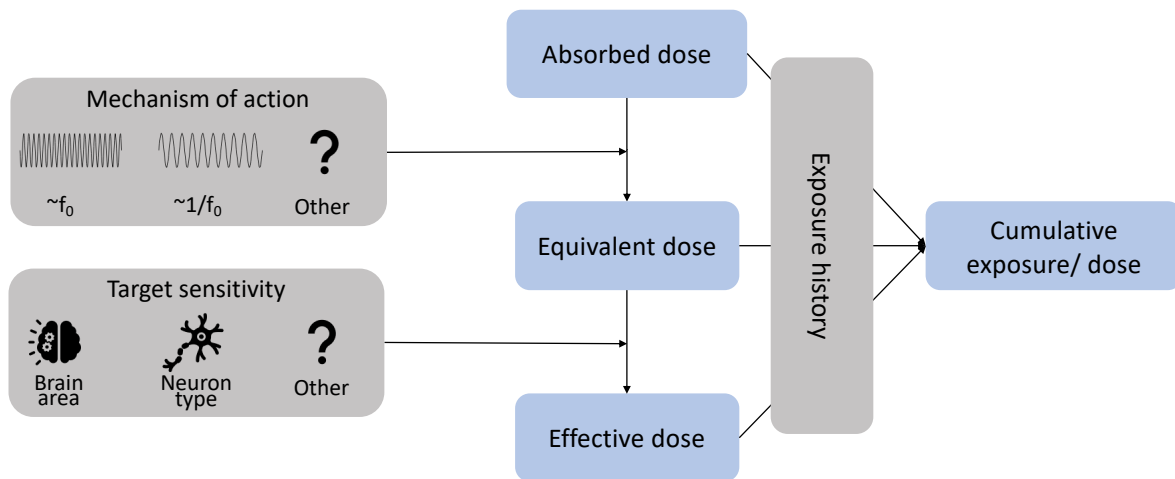 Absorbed dose
Mechanism of action
?
~f₀
~1/f₀
Other
Equivalent dose
Target sensitivity
?
Brain
area
Neuron
type
Other
Effective dose
Exposure history
Cumulative
exposure/ dose